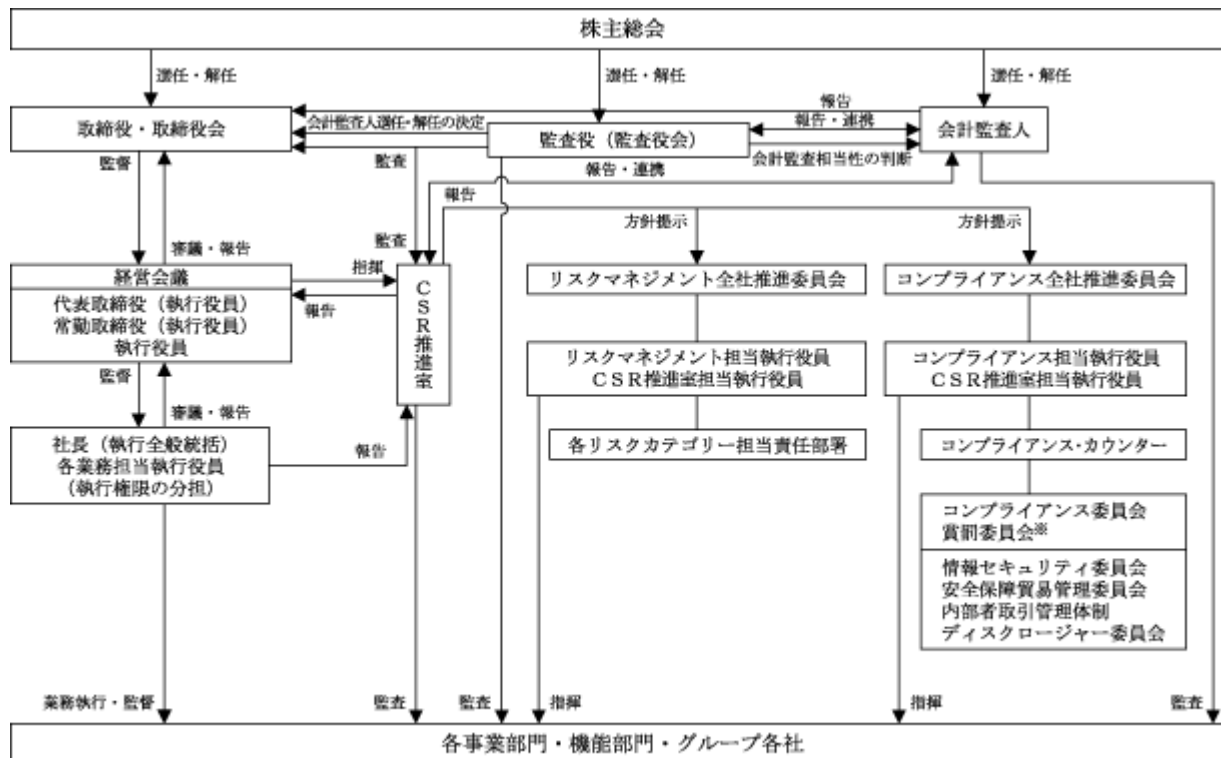 株主総会
選任・解任
選任・解任
選任・解任
取締役・取締役会
会計監査人選任・解任の決定
監査役（監査役会）
報告
報告・連携
会計監査相当性の判断
会計監査人
監督
監査
報告・連携
報告
審議・報告
監査
方針提示
方針提示
経営会議
代表取締役（執行役員）
常勤取締役（執行役員）
執行役員
指揮
報告
CSR推進室
リスクマネジメント全社推進委員会
コンプライアンス全社推進委員会
リスクマネジメント担当執行役員
CSR推進室担当執行役員
コンプライアンス担当執行役員
CSR推進室担当執行役員
監督
審議・報告
社長（執行全般統括）
各業務担当執行役員
（執行権限の分担）
報告
各リスクカテゴリー担当責任部署
コンプライアンス・カウンター
コンプライアンス委員会
賞罰委員会※
情報セキュリティ委員会
安全保障貿易管理委員会
内部者取引管理体制
ディスクロージャー委員会
業務執行・監督
監査
監査
指揮
指揮
監査
各事業部門・機能部門・グループ各社